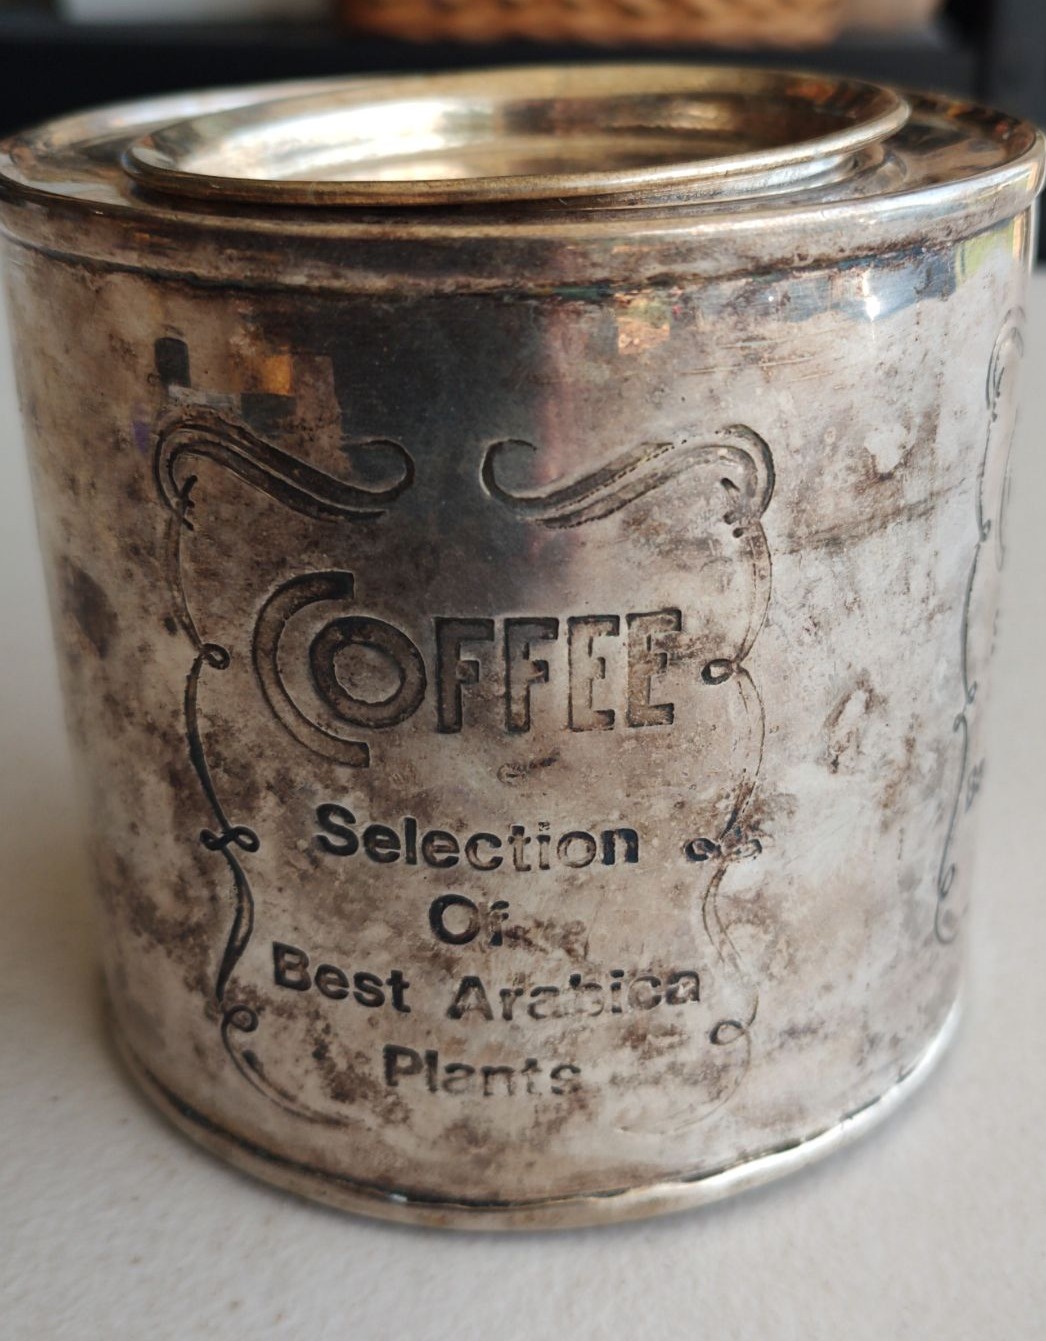 COFFEE
Selection
Of
Best Arabica
Plants